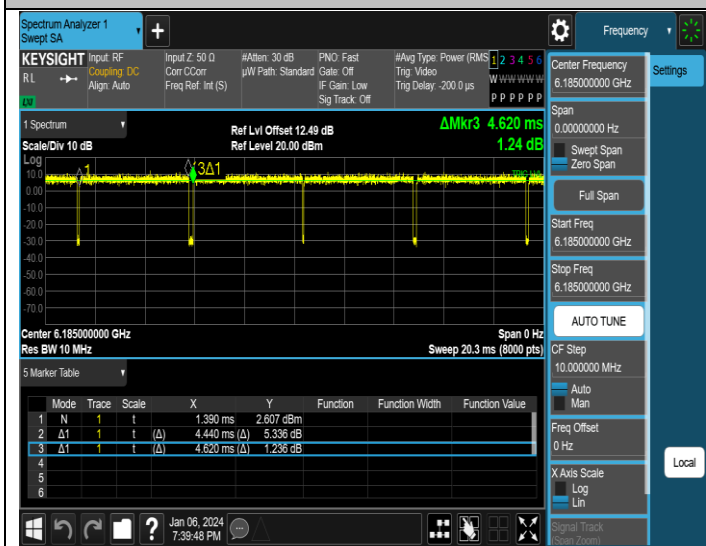 Spectrum Analyzer 1
Swept SA
Frequency
KEYSIGHT
RL
LXI
Input: RF
Coupling: DC
Align: Auto
Input Z: 50 Ω
Corr CCorr
Freq Ref: Int (S)
#Atten: 30 dB
µW Path: Standard
PNO: Fast
Gate: Off
IF Gain: Low
Sig Track: Off
#Avg Type: Power (RMS
Trig: Video
Trig Delay: -200.0 µs
1 2 3 4 5 6
W W W W W W
P P P P P P
1 Spectrum
Scale/Div 10 dB
Ref Lvl Offset 12.49 dB
Ref Level 20.00 dBm
ΔMkr3 4.620 ms
1.24 dB
Log
10.0
0.00
-10.0
-20.0
-30.0
-40.0
-50.0
-60.0
-70.0
1
3Δ1
Center 6.185000000 GHz
Res BW 10 MHz
Span 0 Hz
Sweep 20.3 ms (8000 pts)
5 Marker Table
Mode Trace Scale X Y Function Function Width Function Value
1 N 1 t 1.390 ms 2.607 dBm
2 Δ1 1 t (Δ) 4.440 ms (Δ) 5.336 dB
3 Δ1 1 t (Δ) 4.620 ms (Δ) 1.236 dB
4
5
6
Jan 06, 2024
7:39:48 PM
Center Frequency
6.185000000 GHz
Span
0.00000000 Hz
Swept Span
Zero Span
Full Span
Start Freq
6.185000000 GHz
Stop Freq
6.185000000 GHz
AUTO TUNE
CF Step
10.000000 MHz
Auto
Man
Freq Offset
0 Hz
X Axis Scale
Log
Lin
Signal Track
(Span Zoom)
Settings
Local